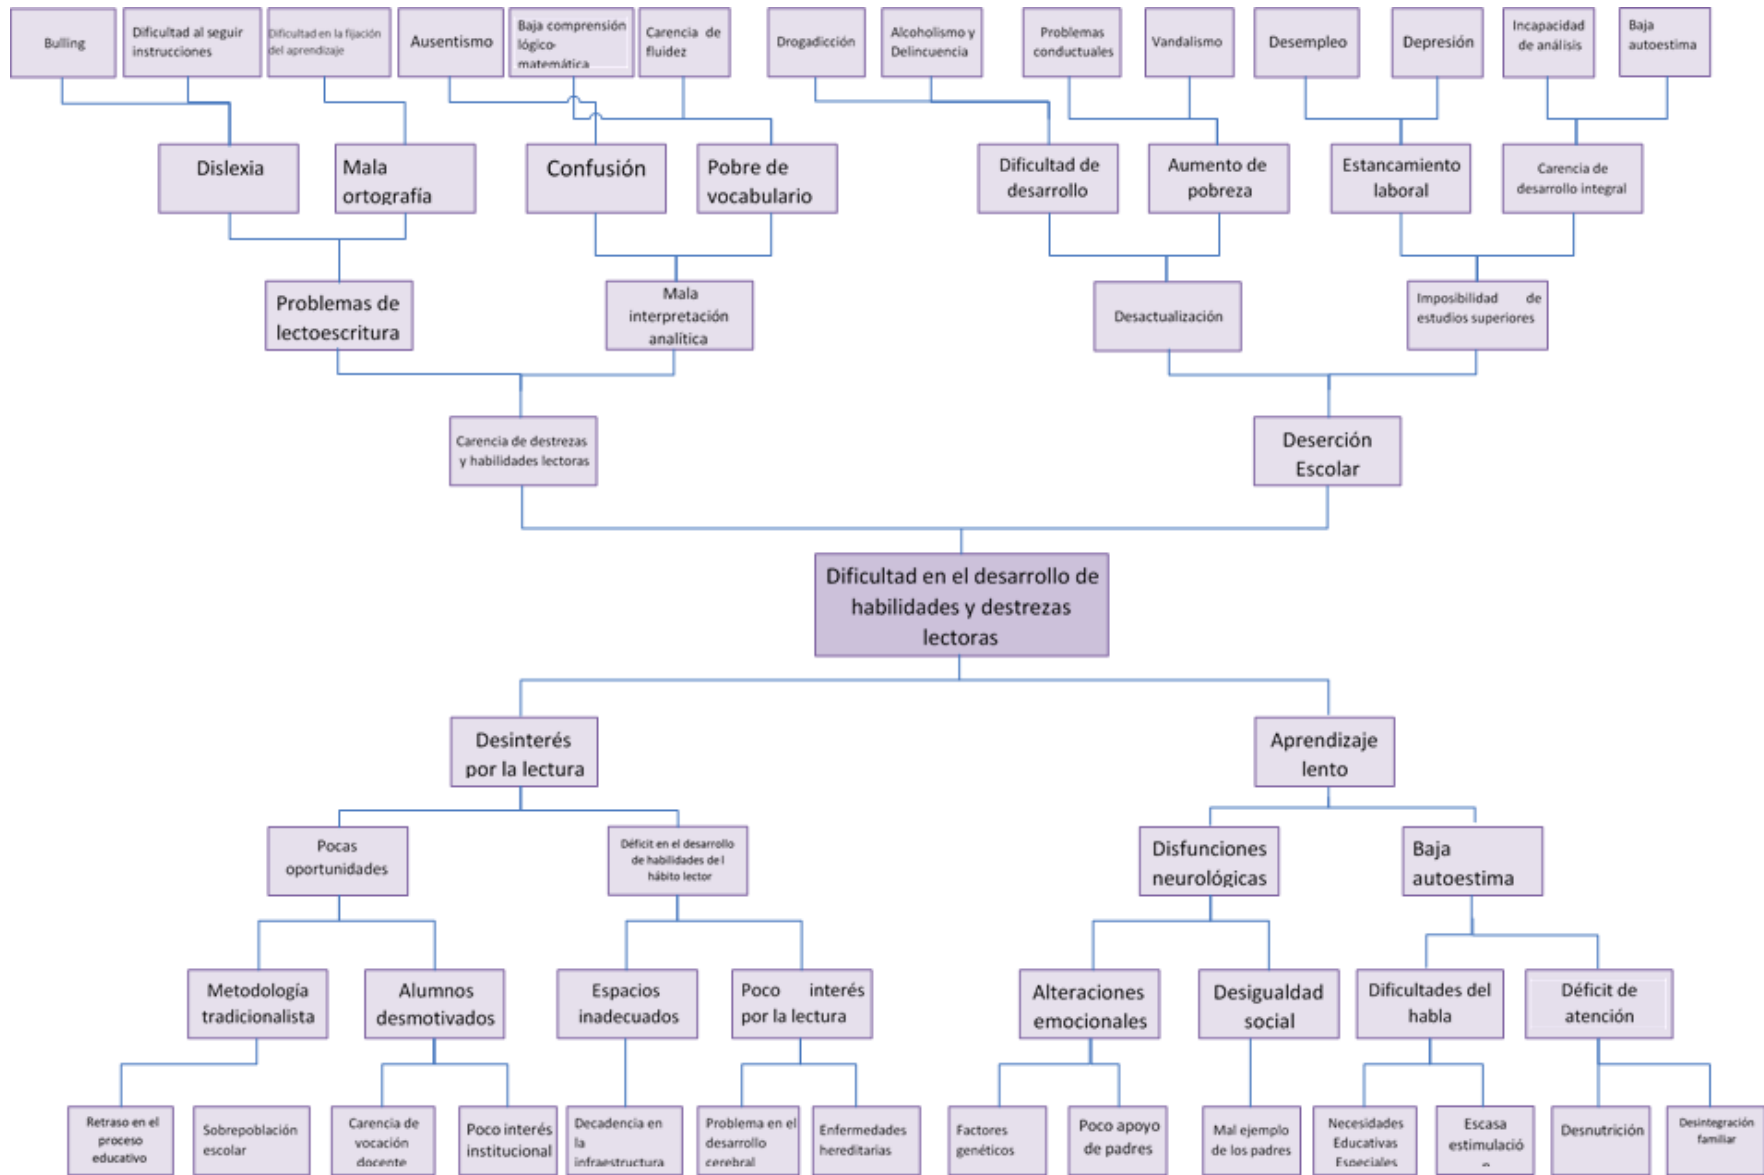 Bulling
Dificultad al seguir
instrucciones
Dificultad en la fijación
del aprendizaje
Ausentismo
Baja comprensión
lógico-
matemática
Carencia de
fluidez
Drogadicción
Alcoholismo y
Delincuencia
Problemas
conductuales
Vandalismo
Desempleo
Depresión
Incapacidad
de análisis
Baja
autoestima
Dislexia
Mala
ortografía
Confusión
Pobre de
vocabulario
Dificultad de
desarrollo
Aumento de
pobreza
Estancamiento
laboral
Carencia de
desarrollo integral
Problemas de
lectoescritura
Mala
interpretación
analítica
Desactualización
Imposibilidad de
estudios superiores
Carencia de destrezas
y habilidades lectoras
Deserción
Escolar
Dificultad en el desarrollo de
habilidades y destrezas
lectoras
Desinterés
por la lectura
Aprendizaje
lento
Pocas
oportunidades
Déficit en el desarrollo
de habilidades de l
hábito lector
Disfunciones
neurológicas
Baja
autoestima
Metodología
tradicionalista
Alumnos
desmotivados
Espacios
inadecuados
Poco interés
por la lectura
Alteraciones
emocionales
Desigualdad
social
Dificultades del
habla
Déficit de
atención
Retraso en el
proceso
educativo
Sobrepoblación
escolar
Carencia de
vocación
docente
Poco interés
institucional
Decadencia en
la
infraestructura
Problema en el
desarrollo
cerebral
Enfermedades
hereditarias
Factores
genéticos
Poco apoyo
de padres
Mal ejemplo
de los padres
Necesidades
Educativas
Especiales
Escasa
estimulació
n
Desnutrición
Desintegración
familiar